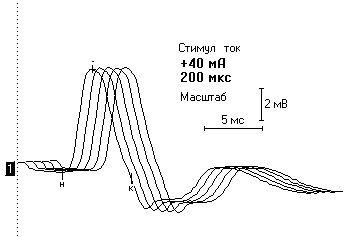 Стимул ток
+40 мА
200 мкс
Масштаб
2 мВ
5 мс
1
н
к